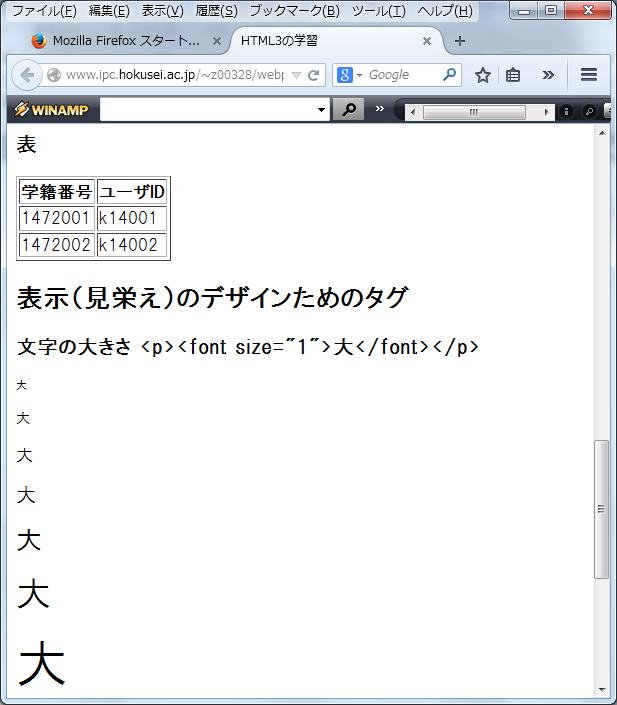 ファイル(F) 編集(E) 表示(V) 履歴(S) ブックマーク(B) ツール(T) ヘルプ(H)
Mozilla Firefox スタート... HTML3の学習
www.ipc.hokusei.ac.jp/~z00328/webp Google
WINAMP
表
学籍番号 ユーザID
1472001 k14001
1472002 k14002
表示(見栄え)のデザインためのタグ
文字の大きさ <p><font size="1">大</font></p>
大
大
大
大
大
大
大